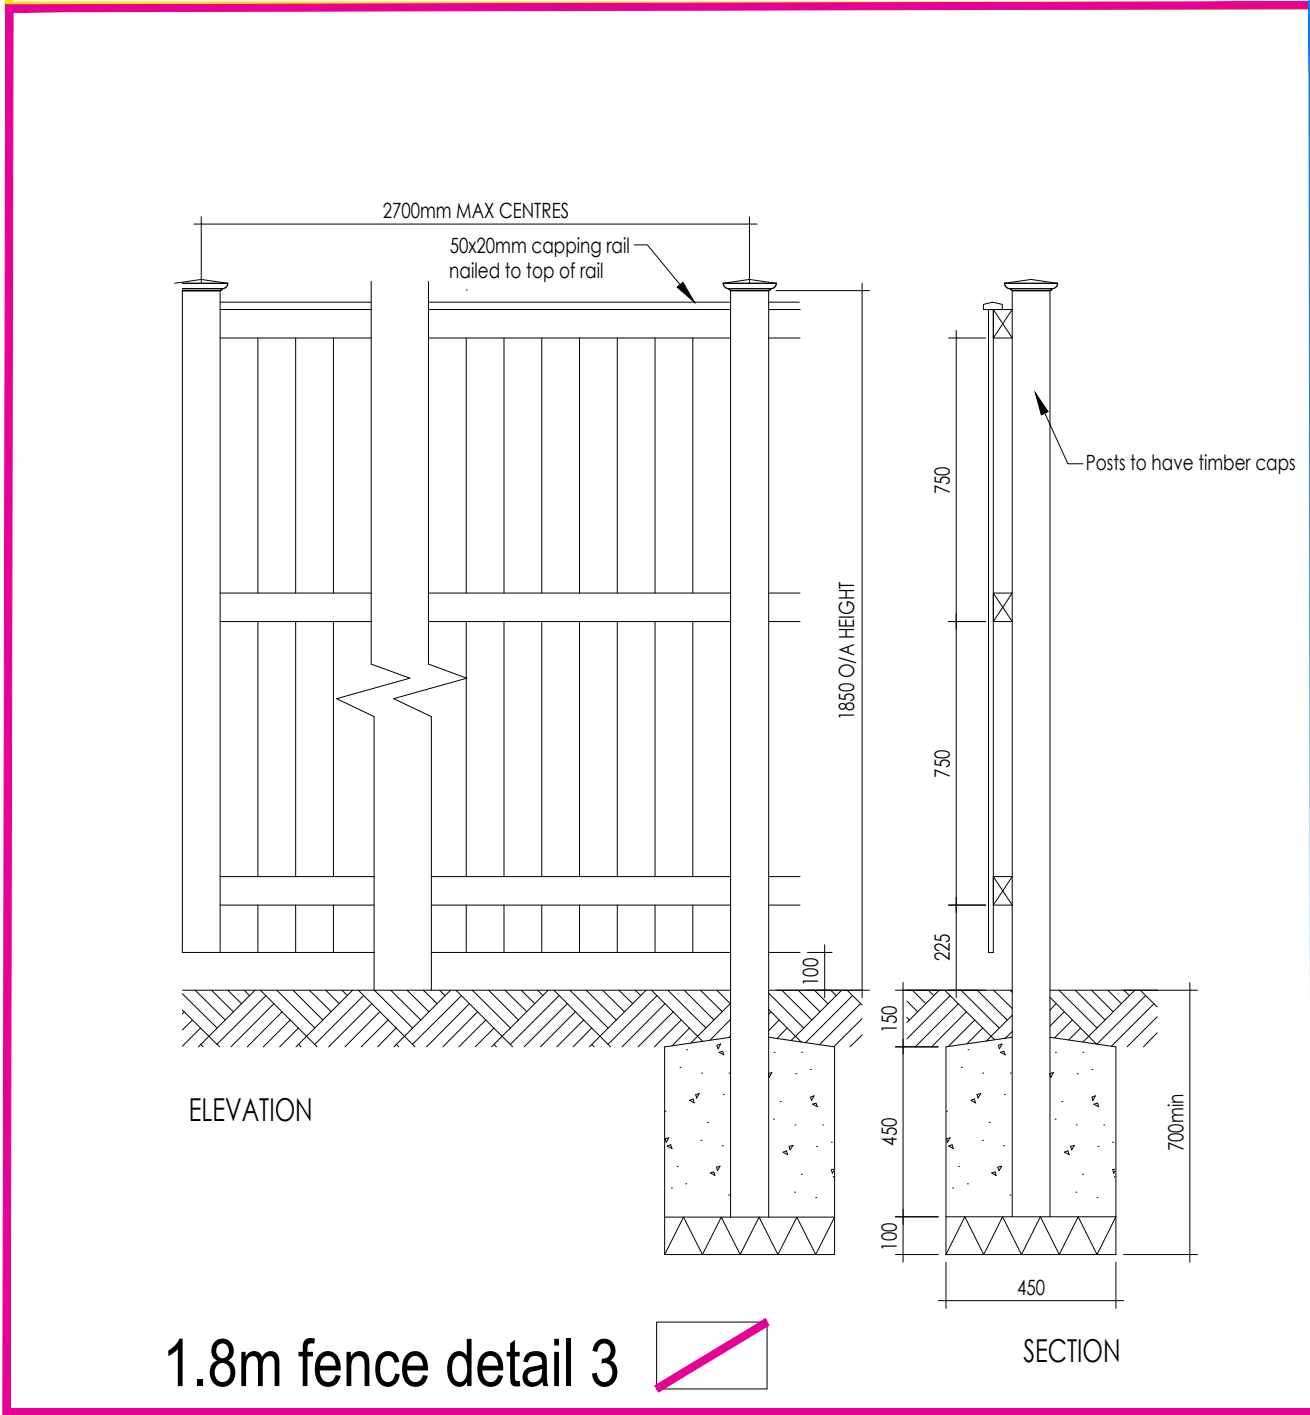 2700mm MAX CENTRES
50x20mm capping rail
nailed to top of rail
Posts to have timber caps
750
1850 O/A HEIGHT
750
225
100
150
450
700min
100
450
ELEVATION
SECTION
1.8m fence detail 3